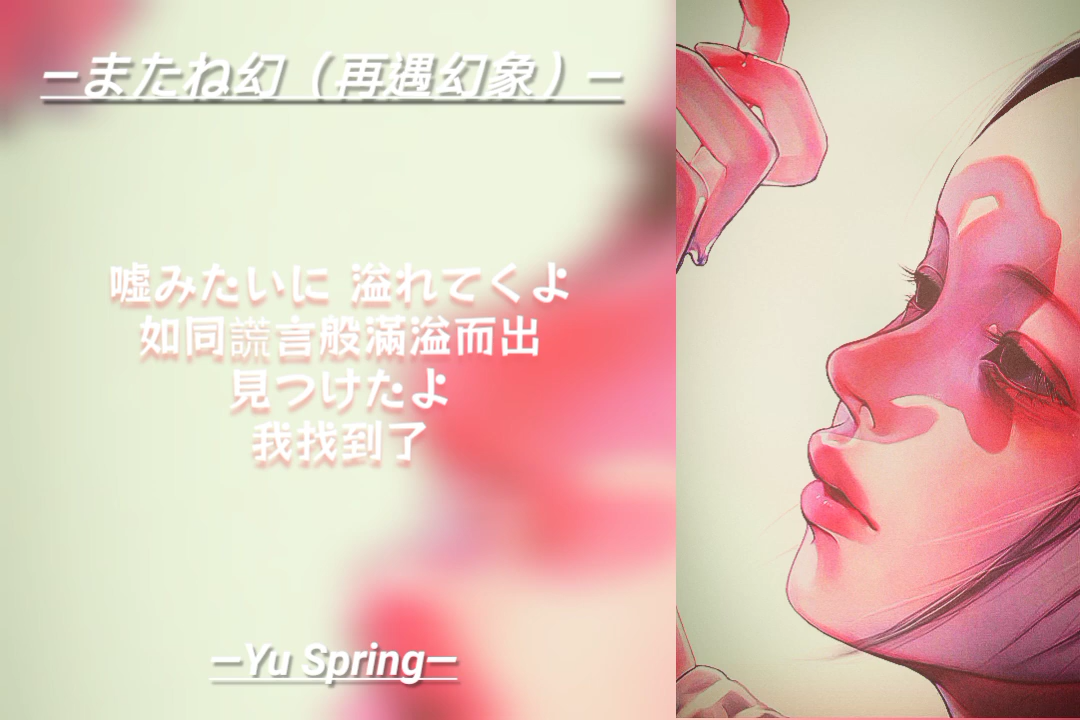 —またね幻（再遇幻象）—
嘘みたいに 溢れてくよ
如同謊言般滿溢而出
見つけたよ
我找到了
—Yu Spring—